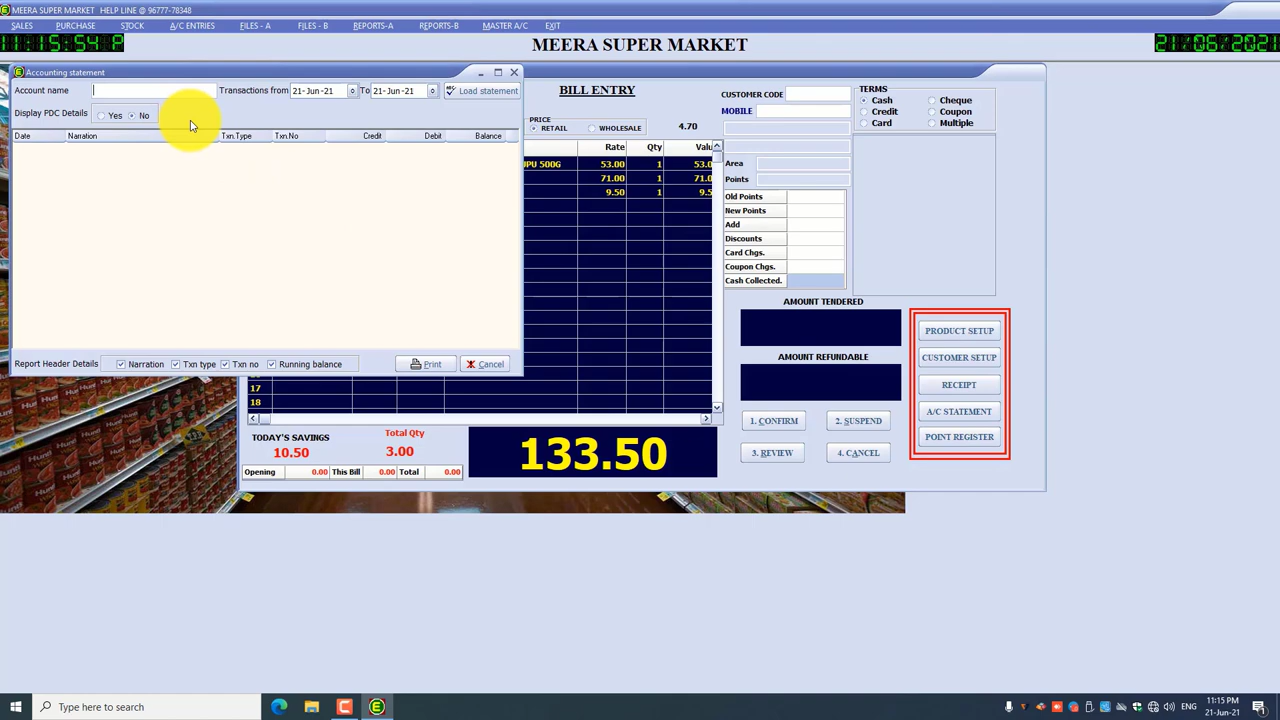 MEERA SUPER MARKET HELP LINE @ 96777-78348
SALES PURCHASE STOCK A/C ENTRIES FILES - A FILES - B REPORTS-A REPORTS-B MASTER A/C EXIT
11:15:54 P MEERA SUPER MARKET 21/06/2021
Accounting statement
Account name Transactions from 21-Jun-21 To 21-Jun-21 Load statement
Display PDC Details Yes No
Date Narration Txn.Type Txn.No Credit Debit Balance
Report Header Details Narration Txn type Txn no Running balance Print Cancel
BILL ENTRY
PRICE
RETAIL WHOLESALE 4.70
Rate Qty Valu
UPU 500G 53.00 1 53.0
71.00 1 71.0
9.50 1 9.5
17
18
TODAY'S SAVINGS
10.50
Total Qty
3.00
133.50
Opening 0.00 This Bill 0.00 Total 0.00
CUSTOMER CODE
MOBILE
Area
Points
Old Points
New Points
Add
Discounts
Card Chgs.
Coupon Chgs.
Cash Collected.
TERMS
Cash Cheque
Credit Coupon
Card Multiple
AMOUNT TENDERED
AMOUNT REFUNDABLE
1. CONFIRM 2. SUSPEND
3. REVIEW 4. CANCEL
PRODUCT SETUP
CUSTOMER SETUP
RECEIPT
A/C STATEMENT
POINT REGISTER
Type here to search
ENG
11:15 PM
21-Jun-21